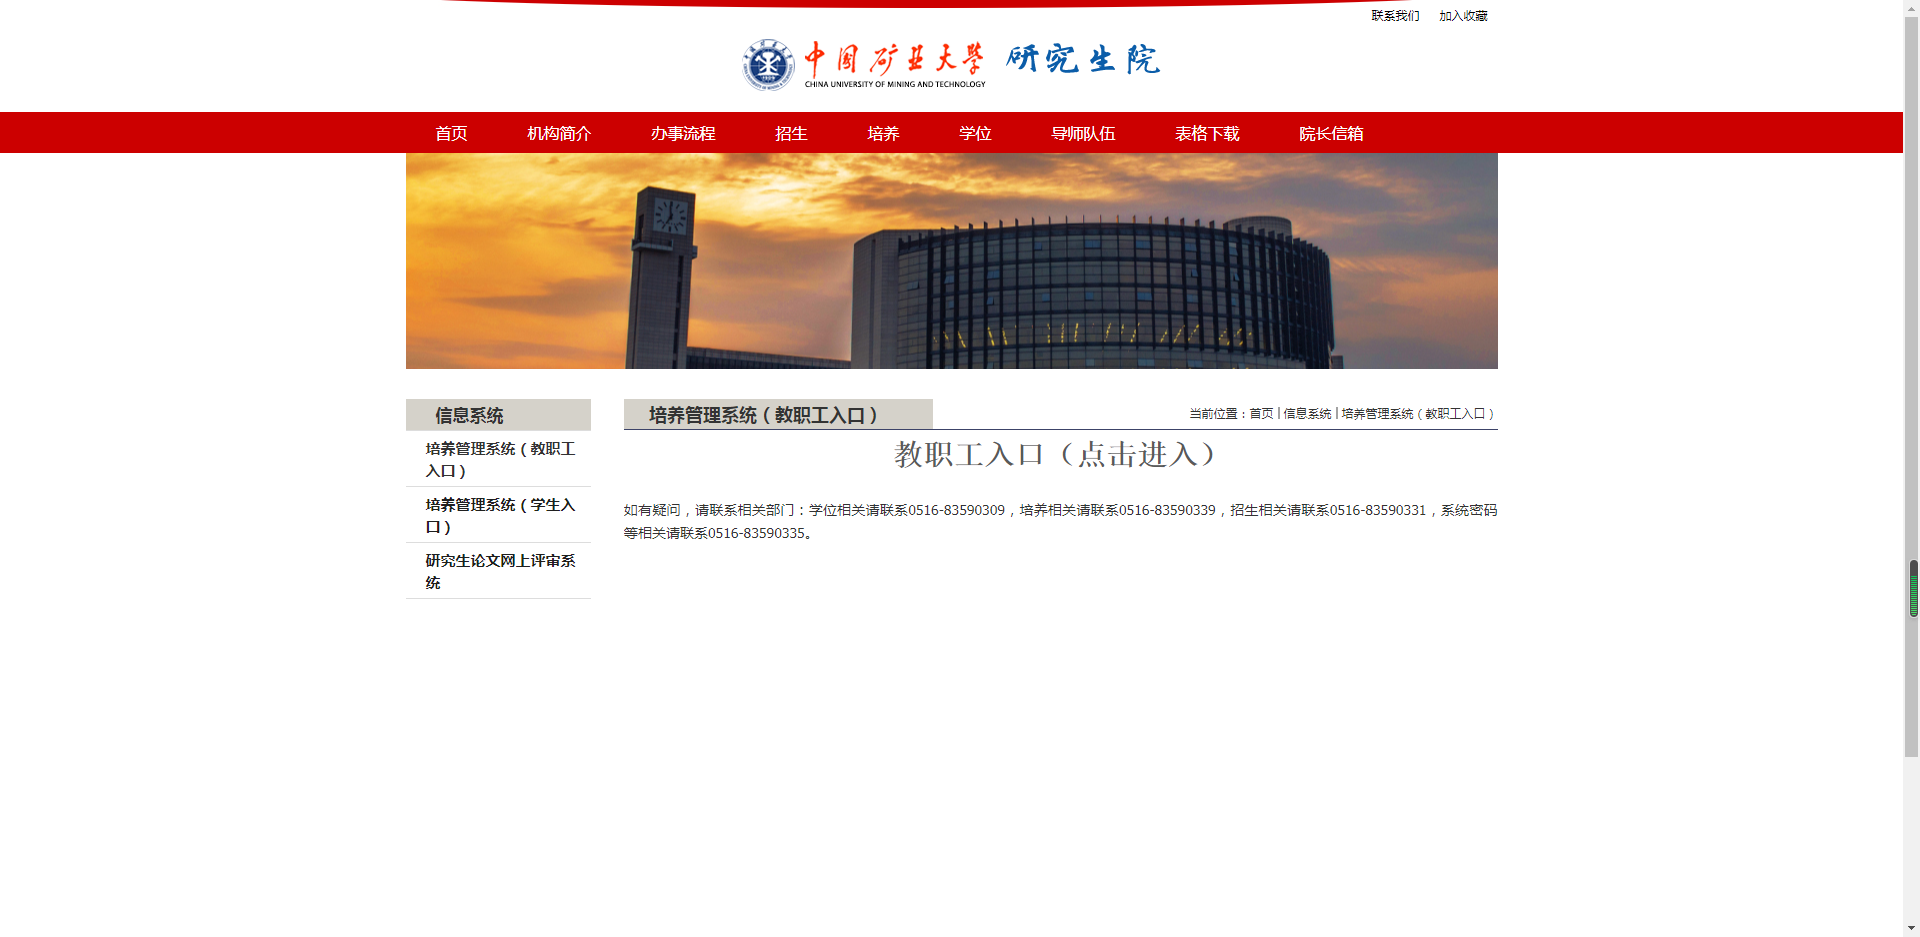 联系我们 加入收藏
中国矿业大学 研究生院
CHINA UNIVERSITY OF MINING AND TECHNOLOGY
首页 机构简介 办事流程 招生 培养 学位 导师队伍 表格下载 院长信箱
信息系统
培养管理系统（教职工
入口）
培养管理系统（学生入
口）
研究生论文网上评审系
统
培养管理系统（教职工入口）
当前位置：首页 | 信息系统 | 培养管理系统（教职工入口）
教职工入口（点击进入）
如有疑问，请联系相关部门：学位相关请联系0516-83590309，培养相关请联系0516-83590339，招生相关请联系0516-83590331，系统密码
等相关请联系0516-83590335。